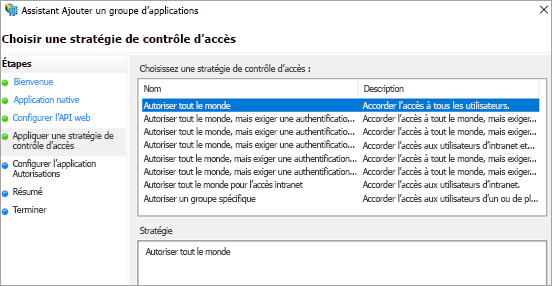 Assistant Ajouter un groupe d'applications
Choisir une stratégie de contrôle d'accès
Étapes
Bienvenue
Application native
Configurer l'API web
Appliquer une stratégie de
contrôle d'accès
Configurer l'application
Autorisations
Résumé
Terminer
Choisissez une stratégie de contrôle d'accès :
Nom Description
Autoriser tout le monde Accorder l'accès à tous les utilisateurs.
Autoriser tout le monde, mais exiger une authentificatio... Accorder l'accès à tout le monde, mais exiger...
Autoriser tout le monde, mais exiger une authentificatio... Accorder l'accès à tout le monde, mais exiger...
Autoriser tout le monde, mais exiger une authentification... Accorder l'accès aux utilisateurs d'intranet et...
Autoriser tout le monde, mais exiger une authentification... Accorder l'accès à tout le monde, mais exiger...
Autoriser tout le monde, mais exiger une authentificatio... Accorder l'accès à tout le monde, mais exiger...
Autoriser tout le monde pour l'accès intranet Accorder l'accès aux utilisateurs d'intranet.
Autoriser un groupe spécifique Accorder l'accès aux utilisateurs d'un ou de pl...
Stratégie
Autoriser tout le monde